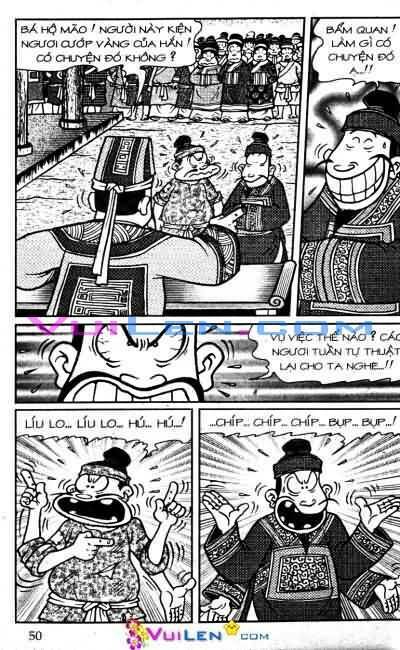 BÁ HỘ MÃO! NGƯỜI NÀY KIỆN
NGƯƠI CƯỚP VÀNG CỦA HẮN!
CÓ CHUYỆN ĐÓ KHÔNG?
BẨM QUAN!
LÀM GÌ CÓ
CHUYỆN ĐÓ
Ạ..!!
VỤ VIỆC THẾ NÀO? CÁC
NGƯƠI TUẦN TỰ THUẬT
LẠI CHO TA NGHE..!!
VuiLen.com
LÍU LO... LÍU LO... HÚ... HÚ...!
...CHÍP... CHÍP... CHÍP... BỤP... BỤP...!
50
VuiLen.com